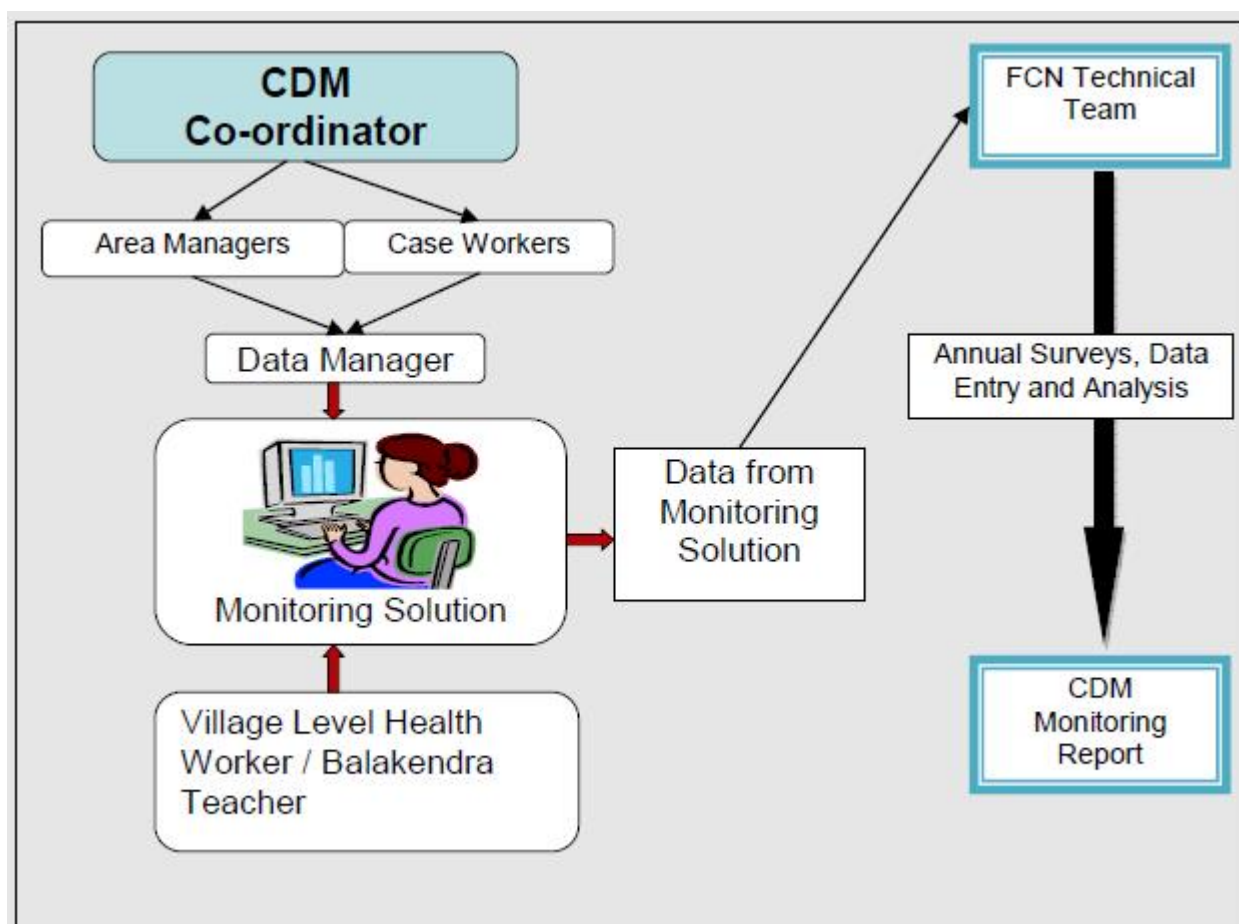 CDM
Co-ordinator
Area Managers
Case Workers
Data Manager
Monitoring Solution
Village Level Health
Worker / Balakendra
Teacher
Data from
Monitoring
Solution
FCN Technical
Team
Annual Surveys, Data
Entry and Analysis
CDM
Monitoring
Report